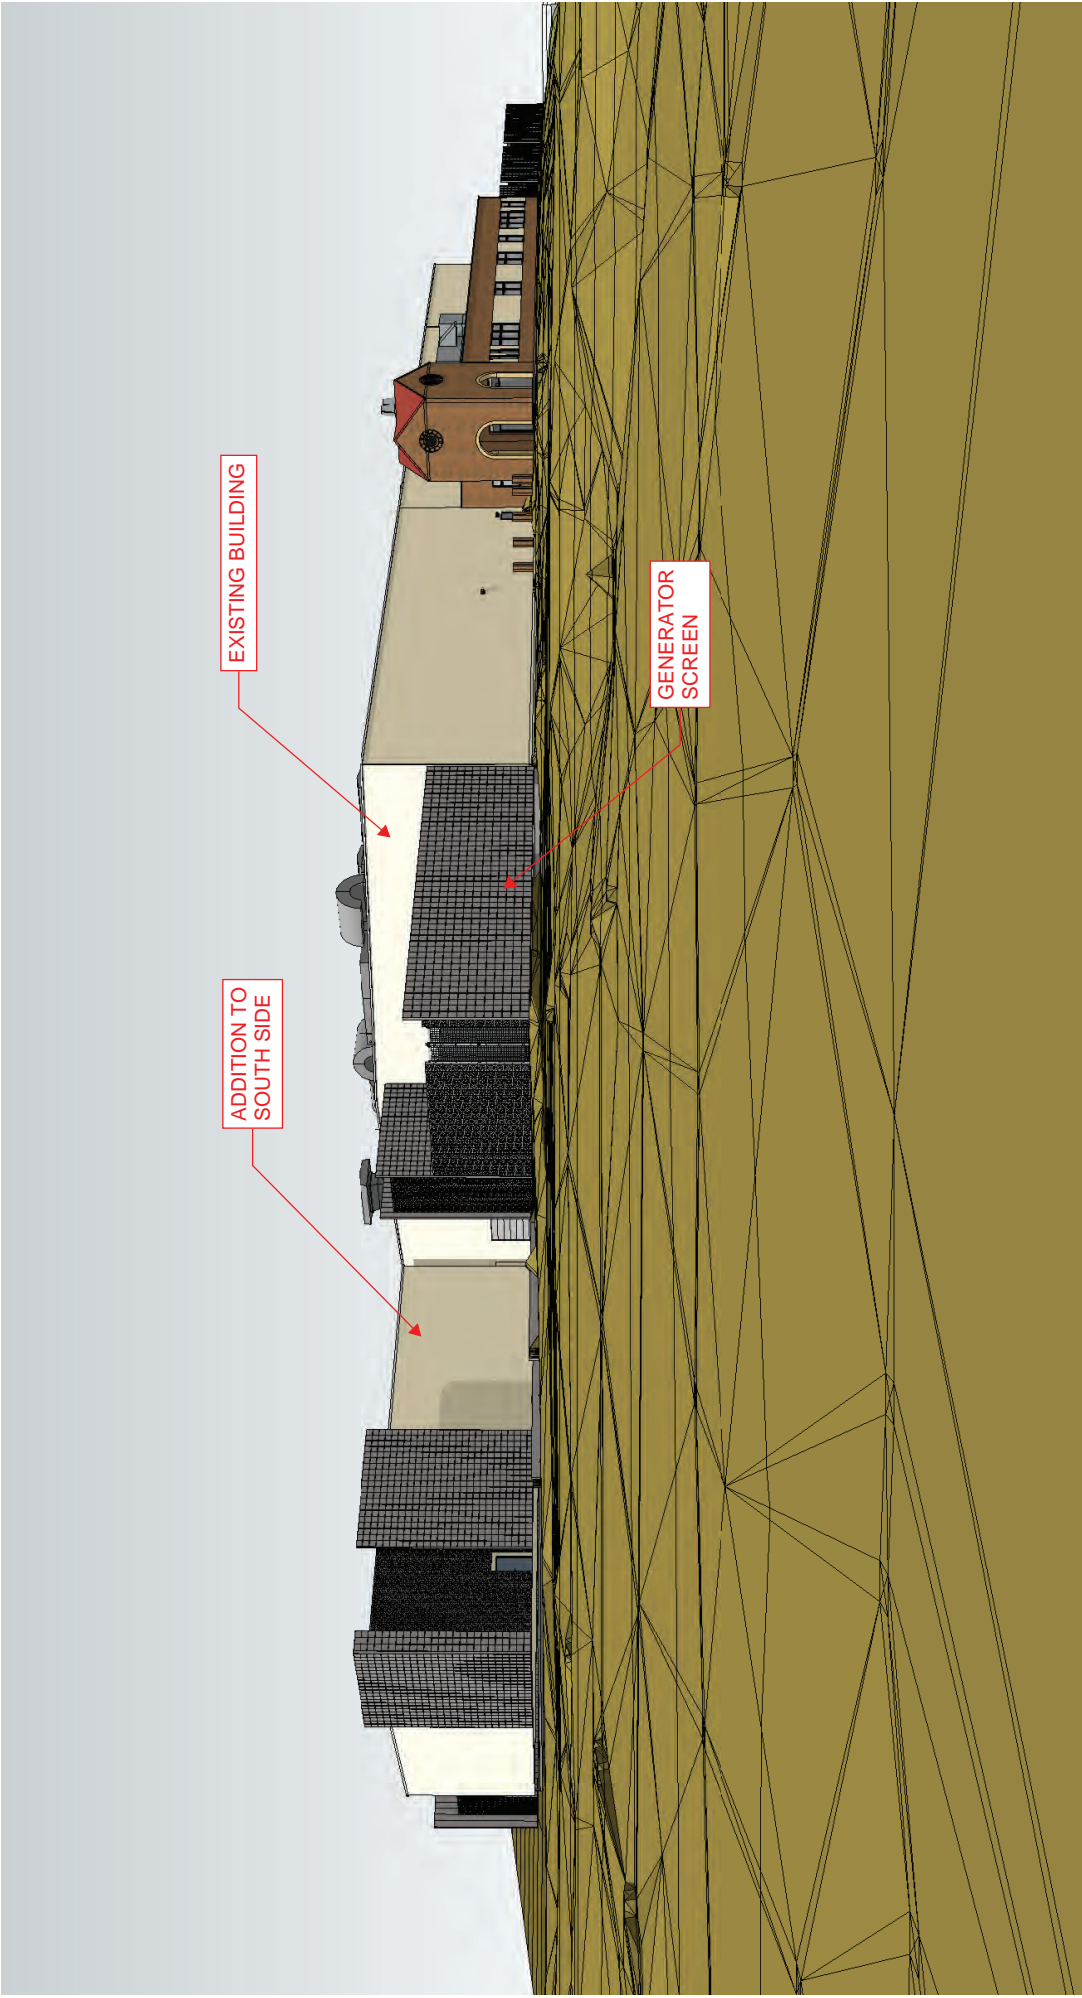 ADDITION TO
SOUTH SIDE
EXISTING BUILDING
GENERATOR
SCREEN